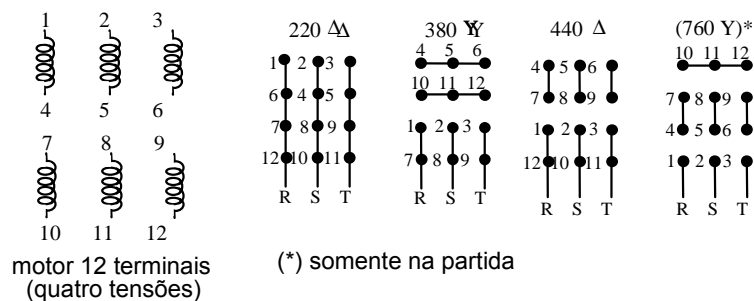 1 2 3
4 5 6
7 8 9
10 11 12
motor 12 terminais
(quatro tensões)
220 Δ Δ
1 2 3
6 4 5
7 8 9
12 10 11
R S T
380 Y Y
4 5 6
10 11 12
1 2 3
7 8 9
R S T
440 Δ
4 5 6
7 8 9
1 2 3
12 10 11
R S T
(760 Y)*
10 11 12
7 8 9
4 5 6
1 2 3
R S T
(*) somente na partida